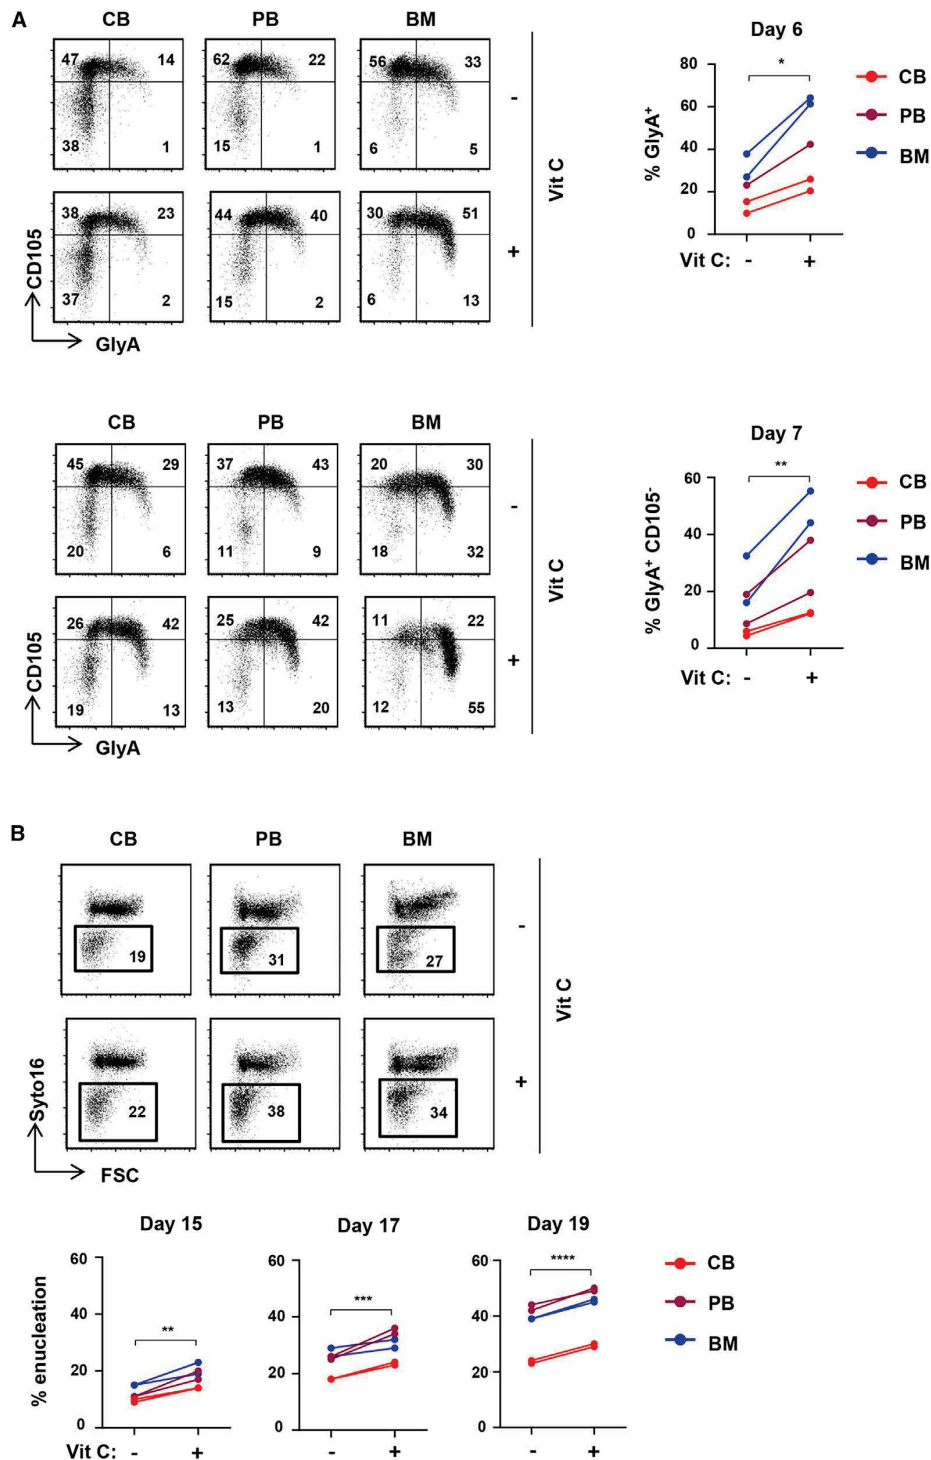 A
CB PB BM
47 14 62 22 56 33
38 1 15 1 6 5
-
38 23 44 40 30 51
37 2 15 2 6 13
+
Vit C
CD105
GlyA
Day 6
80
60
40
20
0
% GlyA+
*
Vit C: - +
CB
PB
BM
CB PB BM
45 29 37 43 20 30
20 6 11 9 18 32
-
26 42 25 42 11 22
19 13 13 20 12 55
+
Vit C
CD105
GlyA
Day 7
60
40
20
0
% GlyA+ CD105-
**
Vit C: - +
CB
PB
BM
B
CB PB BM
19 31 27
-
22 38 34
+
Vit C
Syto16
FSC
Day 15
60
40
20
0
% enucleation
**
Vit C: - +
Day 17
60
40
20
0
***
- +
Day 19
60
40
20
0
****
- +
CB
PB
BM